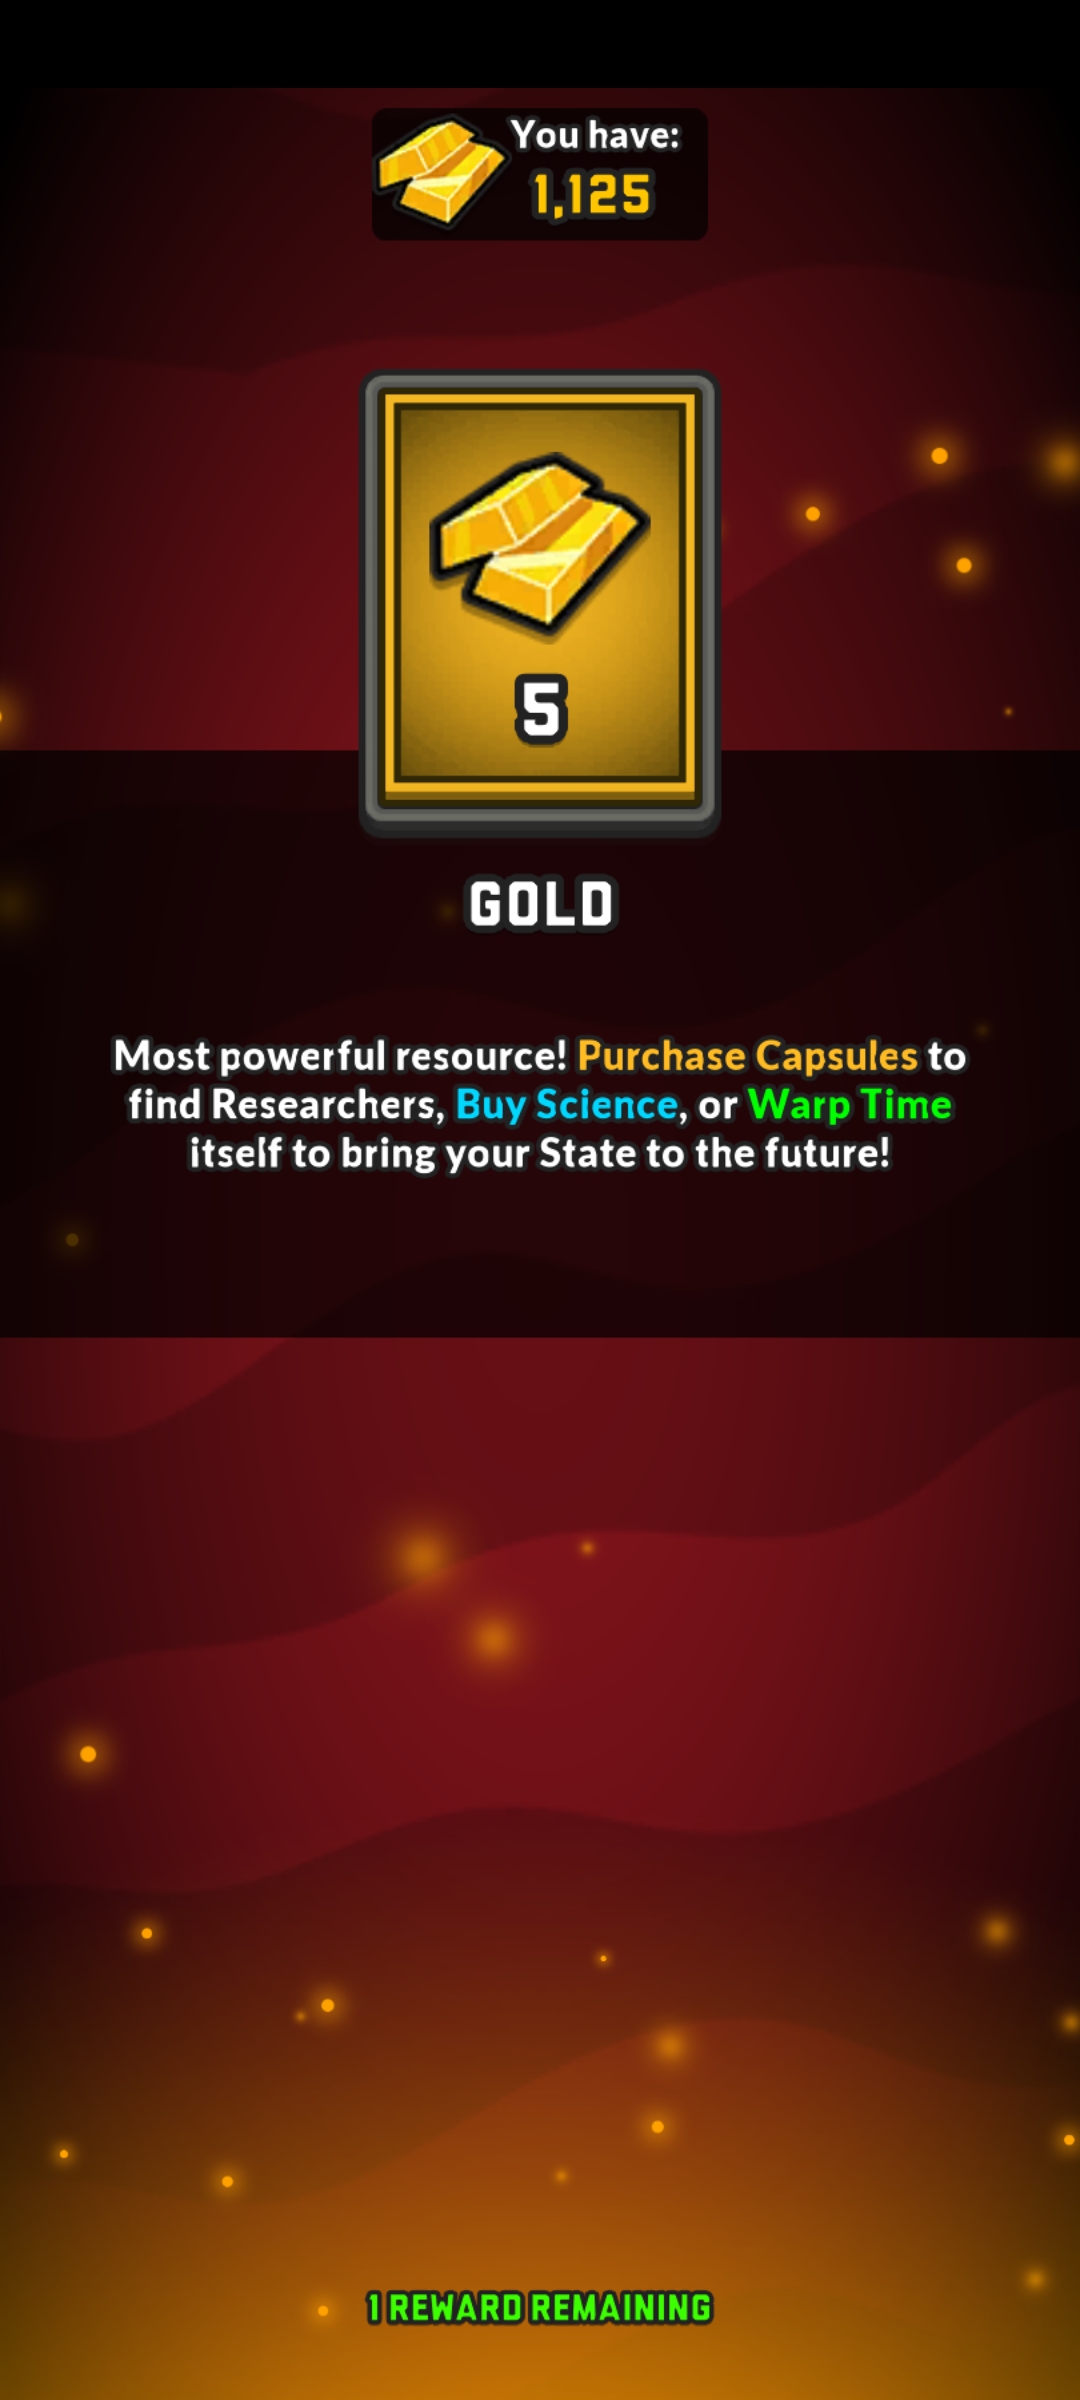 You have:
1,125
5
GOLD
Most powerful resource! Purchase Capsules to
find Researchers, Buy Science, or Warp Time
itself to bring your State to the future!
1 REWARD REMAINING